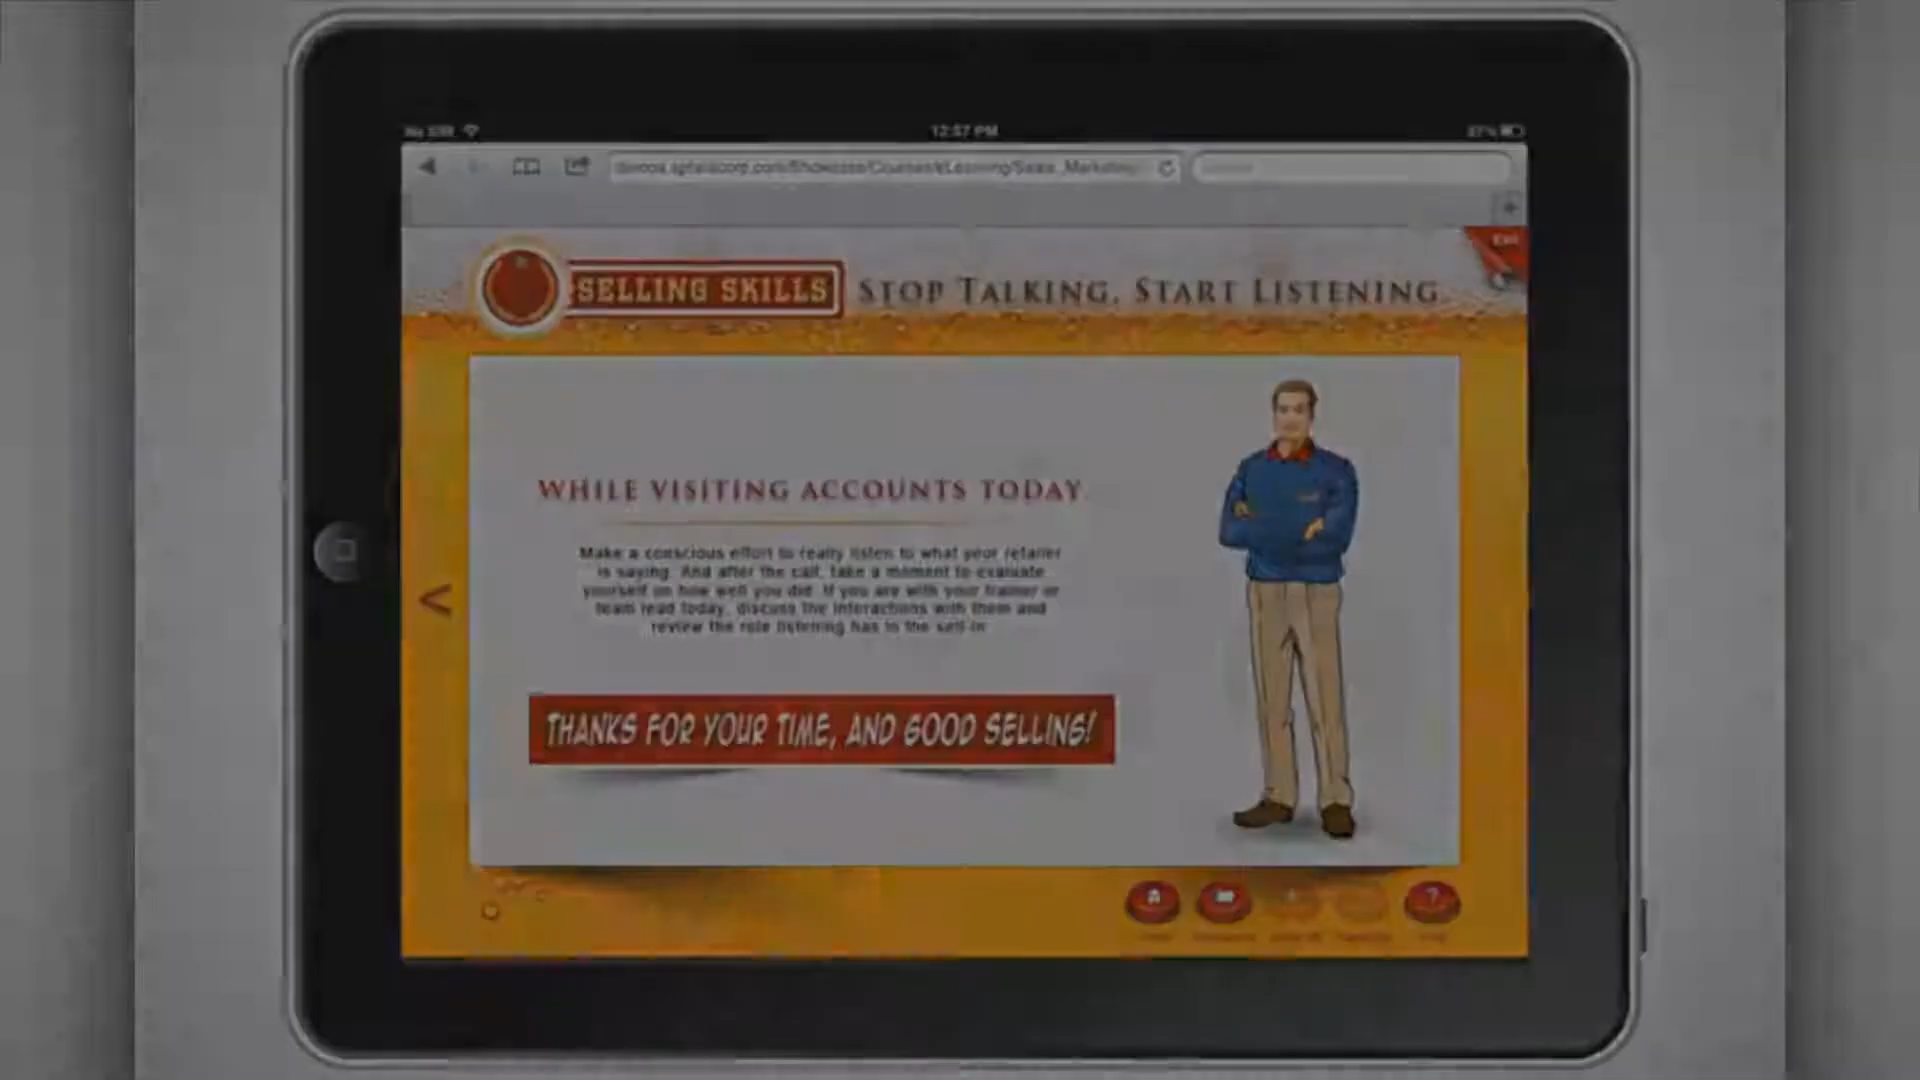 12:57 PM
SELLING SKILLS
STOP TALKING, START LISTENING
Exit
WHILE VISITING ACCOUNTS TODAY
Make a conscious effort to really listen to what your retailer
is saying. And after the call, take a moment to evaluate
yourself on how well you did. If you are with your trainer or
team lead today, discuss the interactions with them and
review the role listening has in the sell-in
THANKS FOR YOUR TIME, AND GOOD SELLING!
<
?